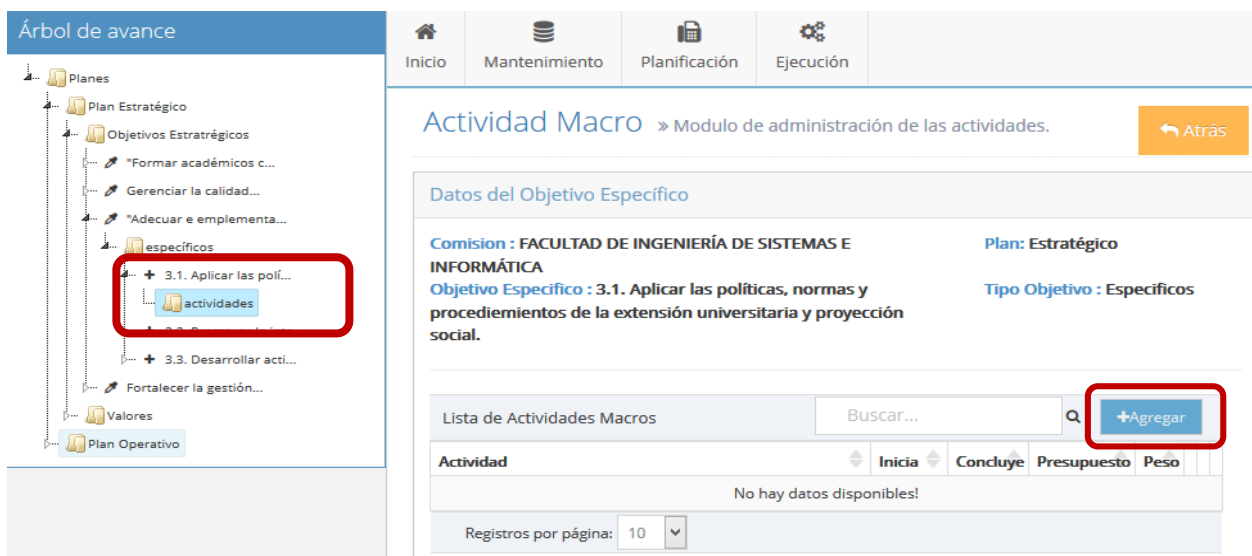 Árbol de avance
Planes
Plan Estratégico
Objetivos Estratrégicos
"Formar académicos c...
Gerenciar la calidad...
"Adecuar e emplementa...
específicos
3.1. Aplicar las polí...
actividades
3.3. Desarrollar acti...
Fortalecer la gestión...
Valores
Plan Operativo
Inicio
Mantenimiento
Planificación
Ejecución
Actividad Macro » Modulo de administración de las actividades.
Atrás
Datos del Objetivo Específico
Comision : FACULTAD DE INGENIERÍA DE SISTEMAS E
INFORMÁTICA
Plan: Estratégico
Objetivo Especifico : 3.1. Aplicar las políticas, normas y
procediemientos de la extensión universitaria y proyección
social.
Tipo Objetivo : Especificos
Lista de Actividades Macros
Buscar...
+Agregar
Actividad Inicia Concluye Presupuesto Peso
No hay datos disponibles!
Registros por página: 10